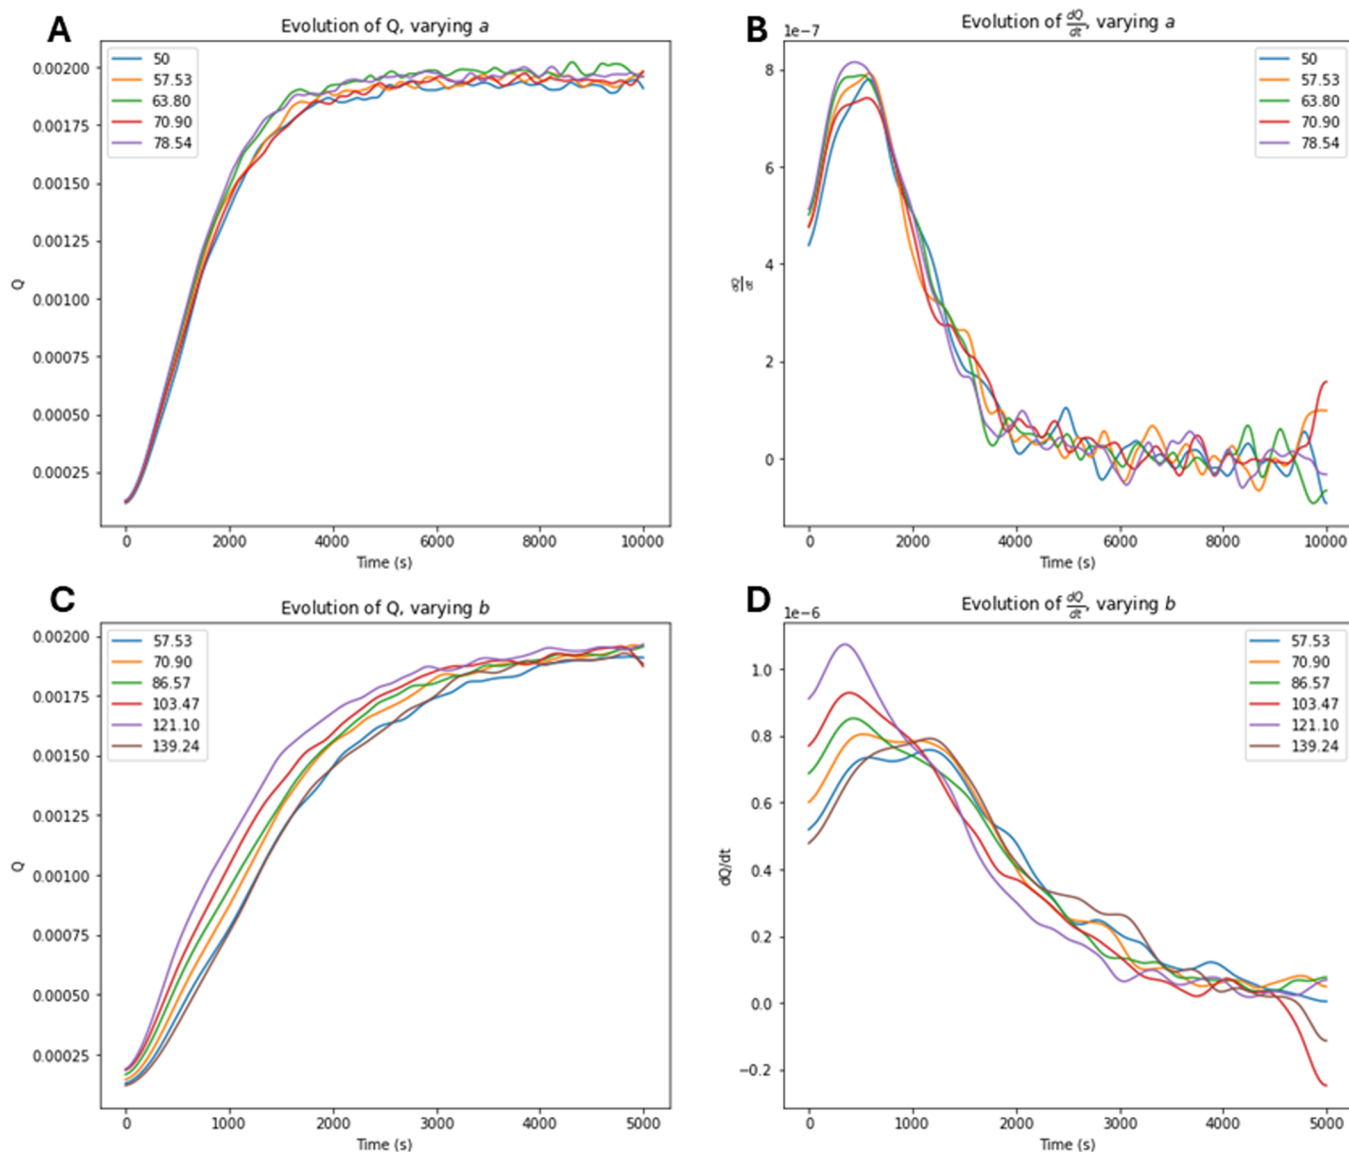 A
Evolution of Q, varying a
0.00200
0.00175
0.00150
0.00125
0.00100
0.00075
0.00050
0.00025
Q
50
57.53
63.80
70.90
78.54
0 2000 4000 6000 8000 10000
Time (s)
B
Evolution of dQ/dt, varying a
1e−7
8
6
4
2
0
dQ/dt
50
57.53
63.80
70.90
78.54
0 2000 4000 6000 8000 10000
Time (s)
C
Evolution of Q, varying b
0.00200
0.00175
0.00150
0.00125
0.00100
0.00075
0.00050
0.00025
Q
57.53
70.90
86.57
103.47
121.10
139.24
0 1000 2000 3000 4000 5000
Time (s)
D
Evolution of dQ/dt, varying b
1e−6
1.0
0.8
0.6
0.4
0.2
0.0
−0.2
dQ/dt
57.53
70.90
86.57
103.47
121.10
139.24
0 1000 2000 3000 4000 5000
Time (s)